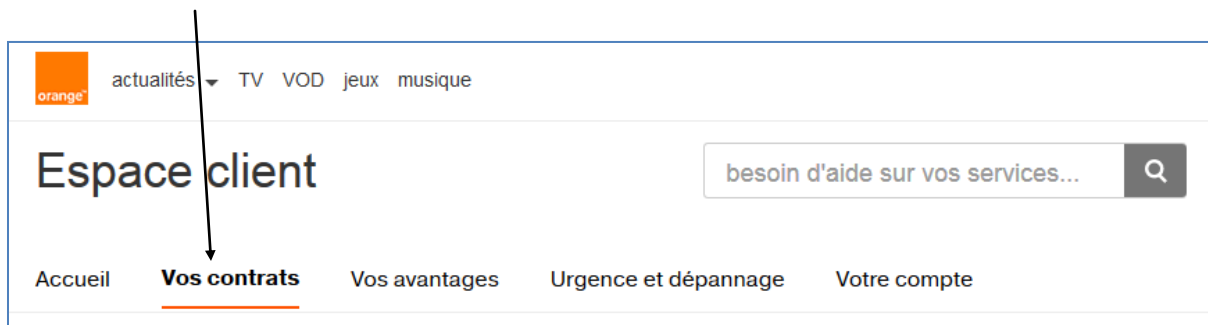 orange™ actualités TV VOD jeux musique
Espace client
besoin d'aide sur vos services...
Accueil Vos contrats Vos avantages Urgence et dépannage Votre compte